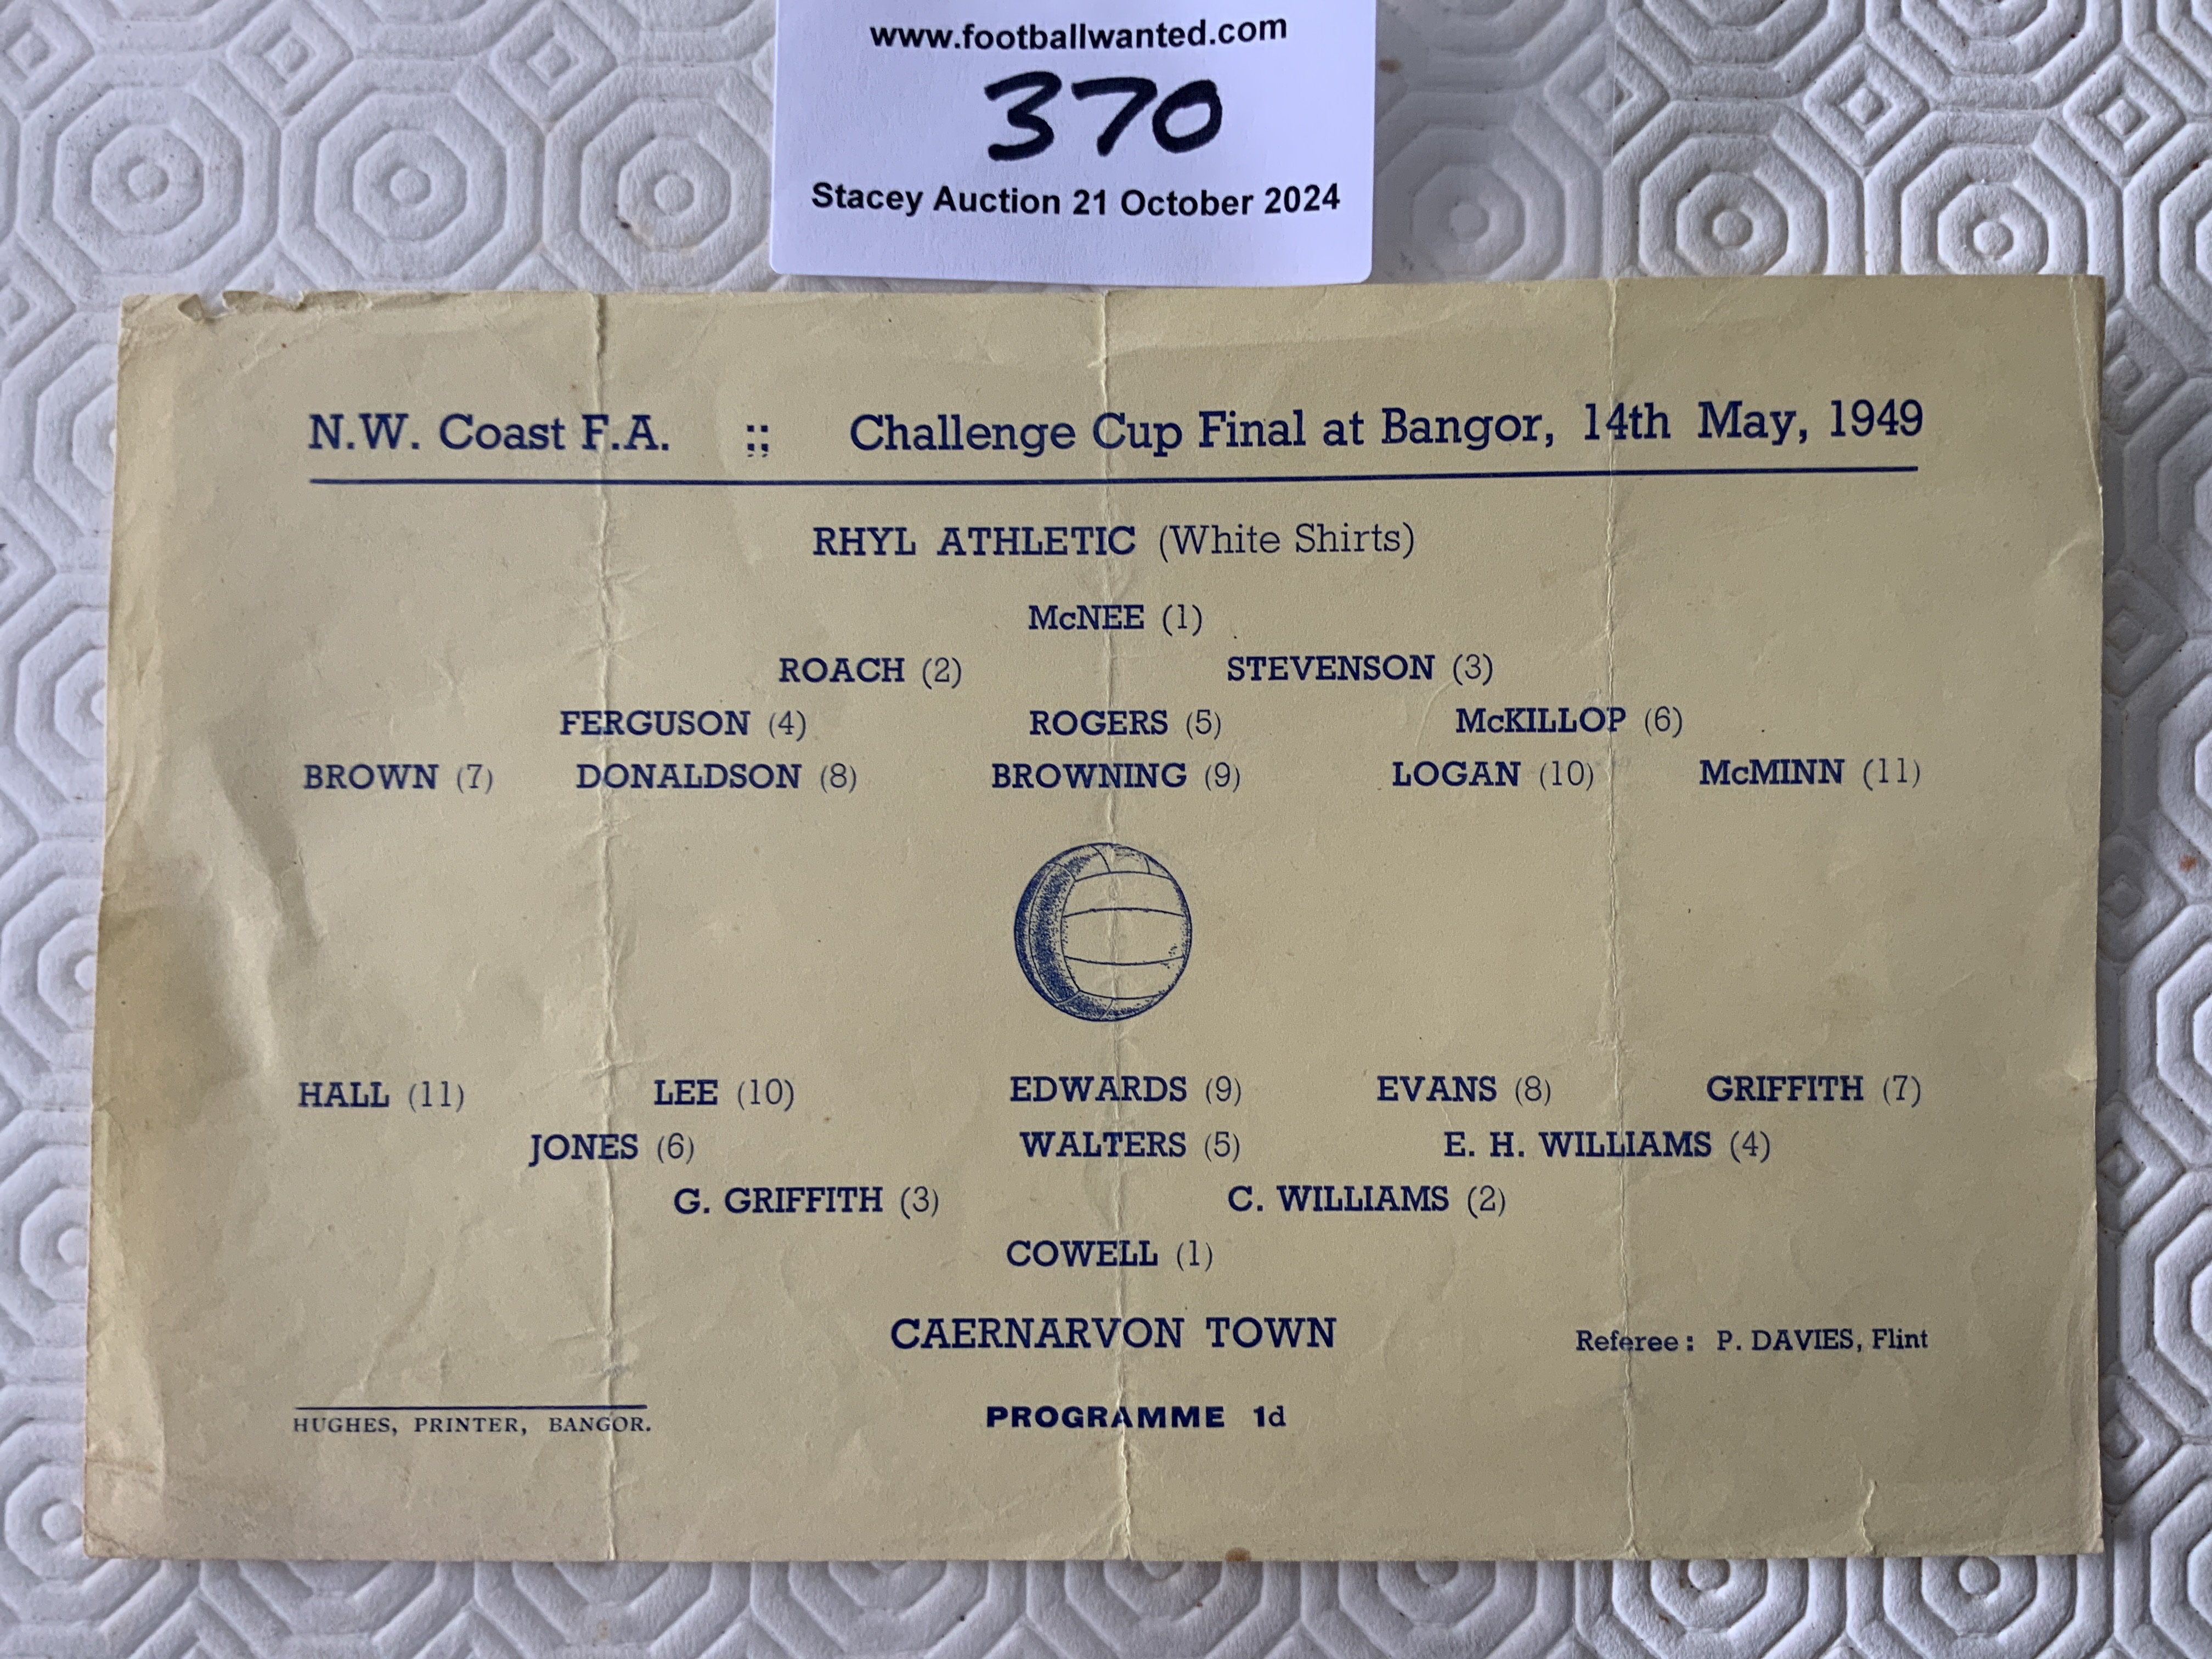 www.footballwanted.com
370
Stacey Auction 21 October 2024
N.W. Coast F.A. :; Challenge Cup Final at Bangor, 14th May, 1949
RHYL ATHLETIC (White Shirts)
McNEE (1)
ROACH (2) STEVENSON (3)
FERGUSON (4) ROGERS (5) McKILLOP (6)
BROWN (7) DONALDSON (8) BROWNING (9) LOGAN (10) McMINN (11)
HALL (11) LEE (10) EDWARDS (9) EVANS (8) GRIFFITH (7)
JONES (6) WALTERS (5) E. H. WILLIAMS (4)
G. GRIFFITH (3) C. WILLIAMS (2)
COWELL (1)
CAERNARVON TOWN
Referee : P. DAVIES, Flint
HUGHES, PRINTER, BANGOR.
PROGRAMME 1d